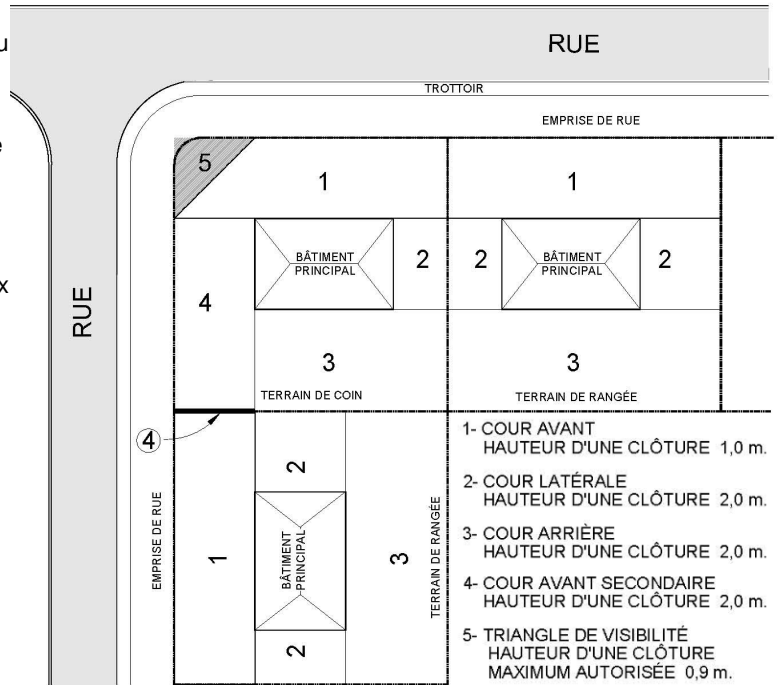 u
e
x
RUE
TROTTOIR
EMPRISE DE RUE
5
1
1
BÂTIMENT
PRINCIPAL
2
2
BÂTIMENT
PRINCIPAL
2
RUE
4
3
3
TERRAIN DE COIN
TERRAIN DE RANGÉE
4
EMPRISE DE RUE
1
2
BÂTIMENT
PRINCIPAL
2
3
TERRAIN DE RANGÉE
1- COUR AVANT
HAUTEUR D'UNE CLÔTURE 1,0 m.
2- COUR LATÉRALE
HAUTEUR D'UNE CLÔTURE 2,0 m.
3- COUR ARRIÈRE
HAUTEUR D'UNE CLÔTURE 2,0 m.
4- COUR AVANT SECONDAIRE
HAUTEUR D'UNE CLÔTURE 2,0 m.
5- TRIANGLE DE VISIBILITÉ
HAUTEUR D'UNE CLÔTURE
MAXIMUM AUTORISÉE 0,9 m.